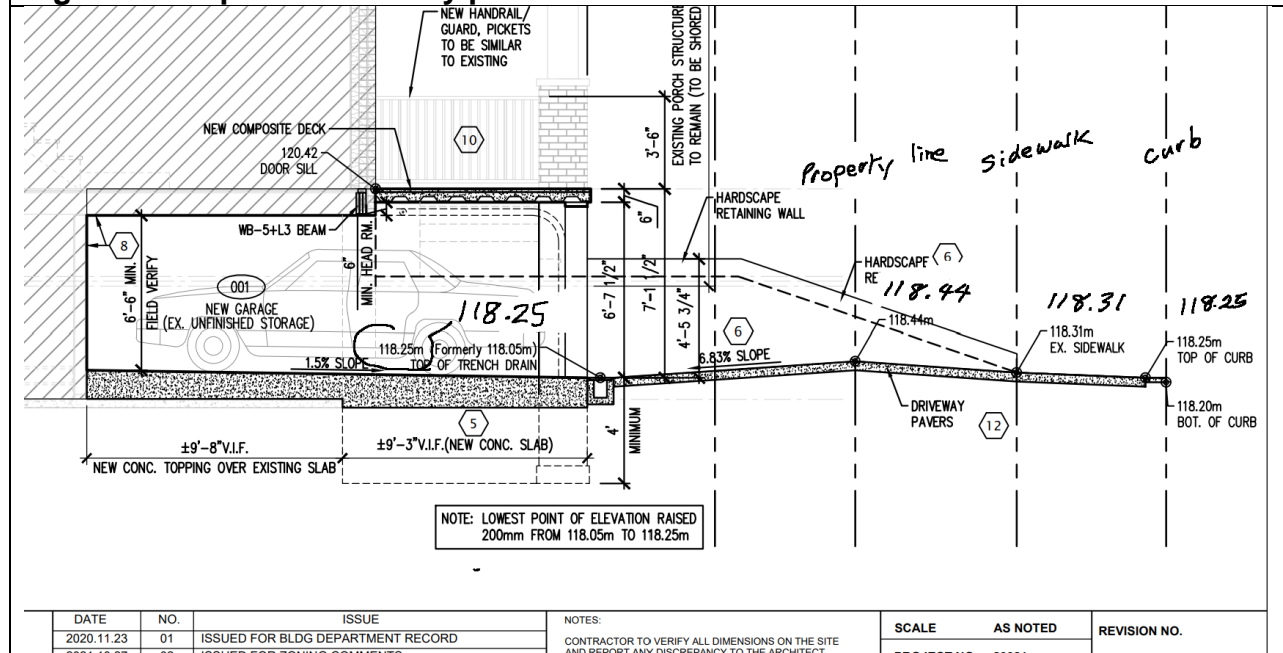 NEW HANDRAIL/
GUARD, PICKETS
TO BE SIMILAR
TO EXISTING
EXISTING PORCH STRUCTURE
TO REMAIN (TO BE SHORED
NEW COMPOSITE DECK
10
3'-6"
120.42
DOOR SILL
Property line
sidewalk
curb
HARDSCAPE
RETAINING WALL
6"
WB-5+L3 BEAM
8
6'-6" MIN.
FIELD VERIFY
6"
MIN. HEAD RM.
001
NEW GARAGE
(EX. UNFINISHED STORAGE)
6'-7 1/2"
7'-1 1/2"
4'-5 3/4"
HARDSCAPE
RE
6
118.44
118.31
118.25
118.25
118.44m
6
118.31m
EX. SIDEWALK
118.25m
TOP OF CURB
118.25m (Formerly 118.05m)
TOP OF TRENCH DRAIN
1.5% SLOPE
6.83% SLOPE
118.20m
BOT. OF CURB
DRIVEWAY
PAVERS
12
5
4'
MINIMUM
±9'-8"V.I.F.
±9'-3"V.I.F.(NEW CONC. SLAB)
NEW CONC. TOPPING OVER EXISTING SLAB
NOTE: LOWEST POINT OF ELEVATION RAISED
200mm FROM 118.05m TO 118.25m
DATE NO. ISSUE
2020.11.23 01 ISSUED FOR BLDG DEPARTMENT RECORD
NOTES:
CONTRACTOR TO VERIFY ALL DIMENSIONS ON THE SITE
AND REPORT ANY DISCREPANCY TO THE ARCHITECT
SCALE AS NOTED
REVISION NO.